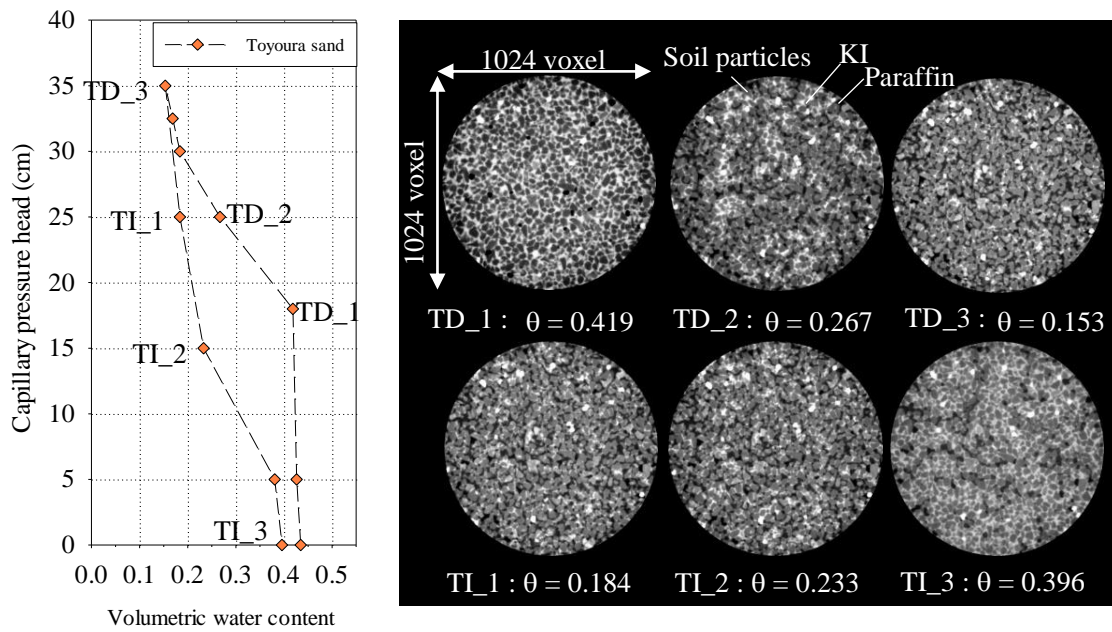 40
35
30
25
20
15
10
5
0
Capillary pressure head (cm)
Toyoura sand
TD_3
TI_1
TD_2
TD_1
TI_2
TI_3
0.0 0.1 0.2 0.3 0.4
Volumetric water content
1024 voxel
1024 voxel
Soil particles
KI
Paraffin
TD_1 : θ = 0.419
TD_2 : θ = 0.267
TD_3 : θ = 0.153
TI_1 : θ = 0.184
TI_2 : θ = 0.233
TI_3 : θ = 0.396